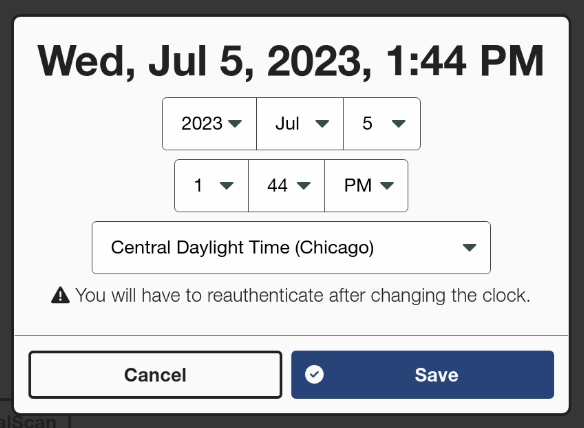 Wed, Jul 5, 2023, 1:44 PM
2023 Jul 5
1 44 PM
Central Daylight Time (Chicago)
You will have to reauthenticate after changing the clock.
Cancel Save
alScan